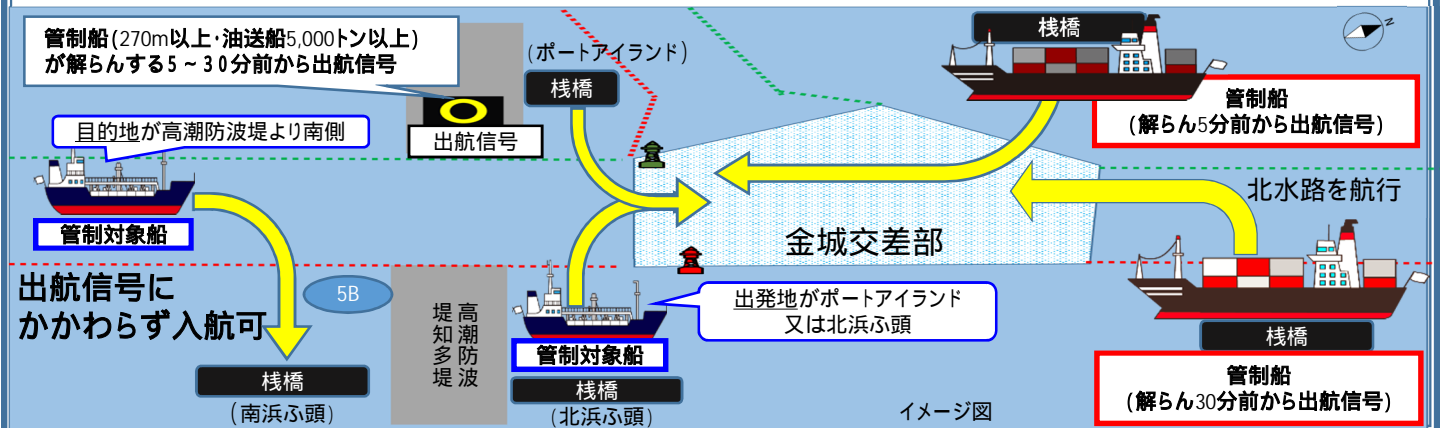 管制船(270m以上･油送船5,000トン以上)
が解らんする5～30分前から出航信号
(ポートアイランド)
桟橋
桟橋
N
管制船
(解らん5分前から出航信号)
出航信号
目的地が高潮防波堤より南側
管制対象船
北水路を航行
金城交差部
出航信号に
かかわらず入航可
5B
高潮防波
堤知多堤
出発地がポートアイランド
又は北浜ふ頭
管制対象船
桟橋
(南浜ふ頭)
桟橋
(北浜ふ頭)
桟橋
管制船
(解らん30分前から出航信号)
イメージ図